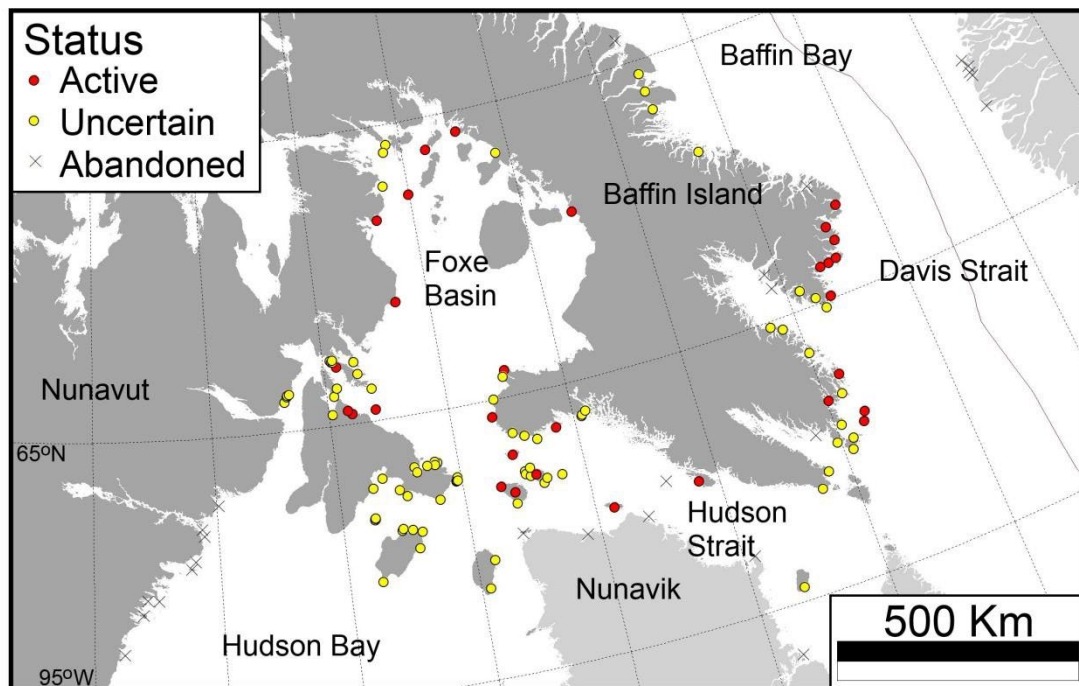 Status
Active
Uncertain
Abandoned
Baffin Bay
Baffin Island
Davis Strait
Foxe
Basin
Nunavut
65ºN
Hudson
Strait
Nunavik
500 Km
Hudson Bay
95ºW